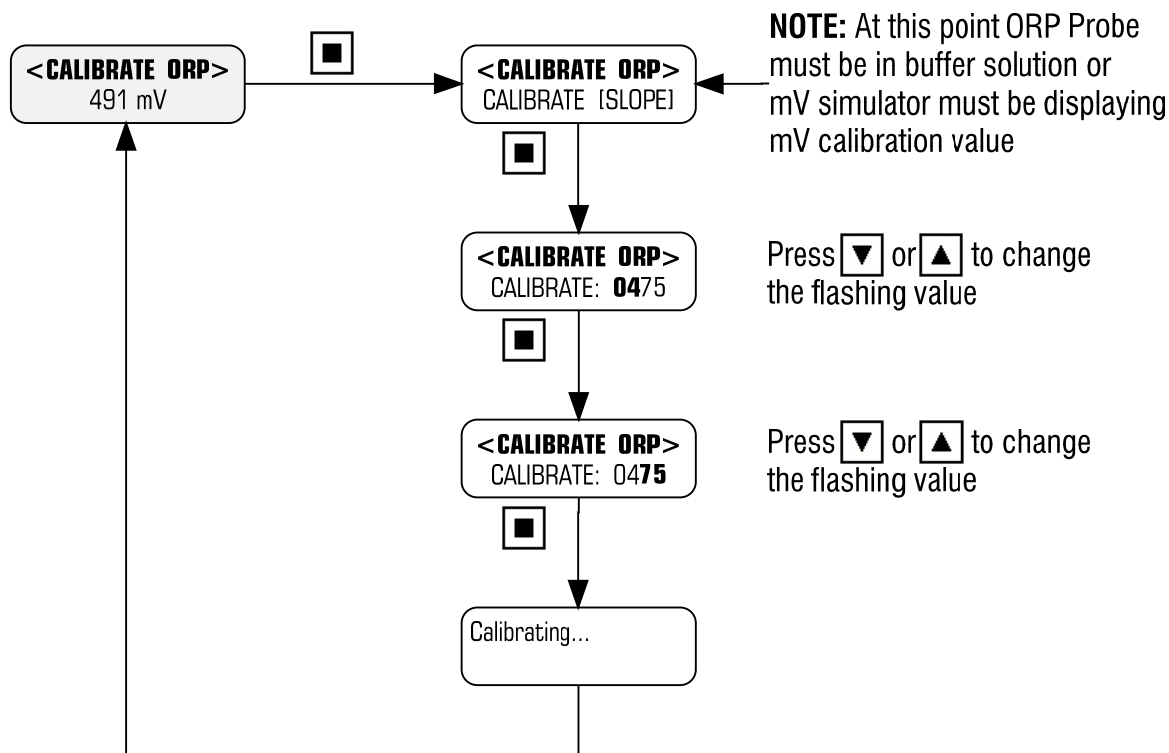 <CALIBRATE ORP>
491 mV
<CALIBRATE ORP>
CALIBRATE [SLOPE]
NOTE: At this point ORP Probe
must be in buffer solution or
mV simulator must be displaying
mV calibration value
<CALIBRATE ORP>
CALIBRATE: 0475
Press ▼ or ▲ to change
the flashing value
<CALIBRATE ORP>
CALIBRATE: 0475
Press ▼ or ▲ to change
the flashing value
Calibrating...